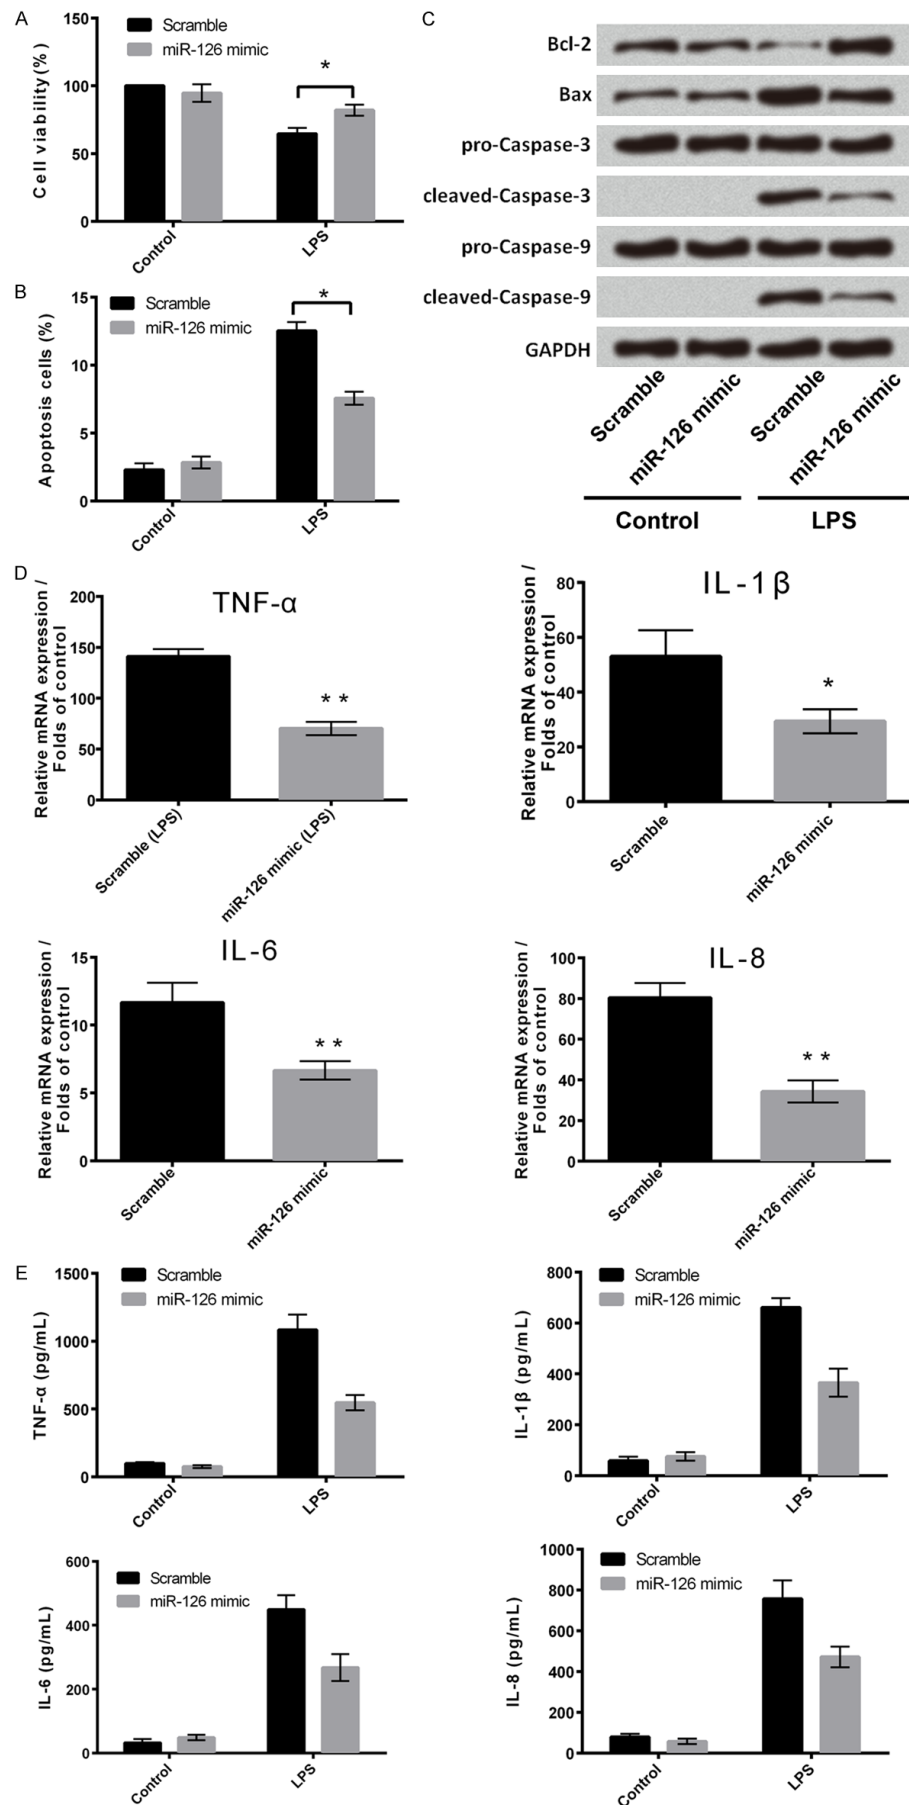 A
Cell viability (%)
150
100
50
0
Scramble
miR-126 mimic
*
Control
LPS
B
Apoptosis cells (%)
15
10
5
0
Scramble
miR-126 mimic
*
Control
LPS
C
Bcl-2
Bax
pro-Caspase-3
cleaved-Caspase-3
pro-Caspase-9
cleaved-Caspase-9
GAPDH
Scramble
miR-126 mimic
Scramble
miR-126 mimic
Control
LPS
D
TNF-α
Relative mRNA expression /
Folds of control
200
150
100
50
0
* *
Scramble (LPS)
miR-126 mimic (LPS)
IL-1β
Relative mRNA expression /
Folds of control
80
60
40
20
0
*
Scramble
miR-126 mimic
IL-6
Relative mRNA expression /
Folds of control
15
10
5
0
* *
Scramble
miR-126 mimic
IL-8
Relative mRNA expression /
Folds of control
100
80
60
40
20
0
* *
Scramble
miR-126 mimic
E
TNF-α (pg/mL)
1500
1000
500
0
Scramble
miR-126 mimic
Control
LPS
IL-1β (pg/mL)
800
600
400
200
0
Scramble
miR-126 mimic
Control
LPS
IL-6 (pg/mL)
600
400
200
0
Scramble
miR-126 mimic
Control
LPS
IL-8 (pg/mL)
1000
800
600
400
200
0
Scramble
miR-126 mimic
Control
LPS